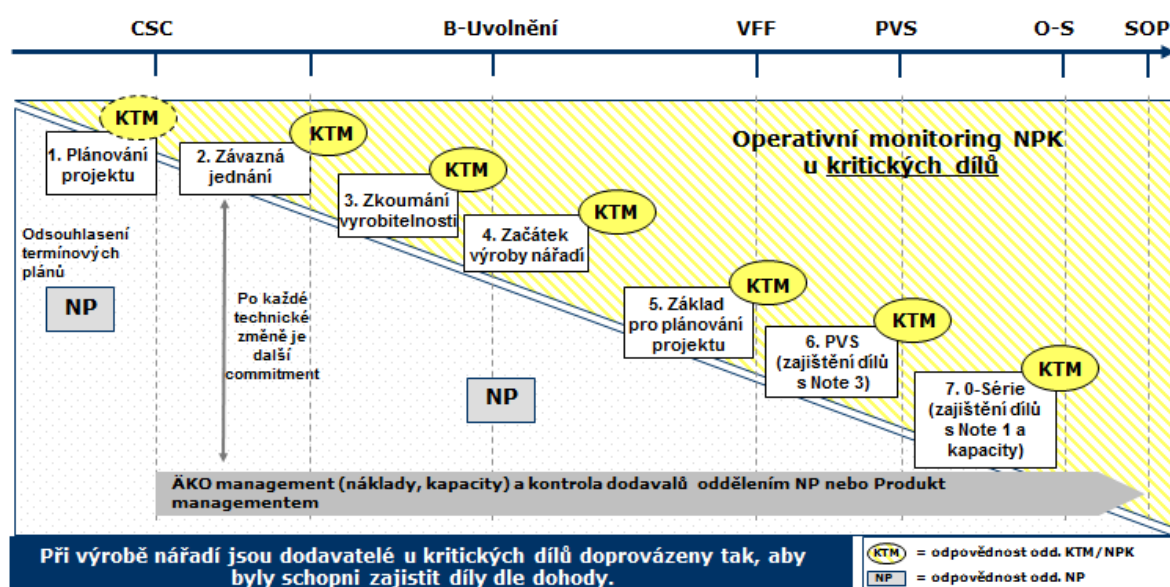 CSC
B-Uvolnění
VFF
PVS
O-S
SOP
KTM
1. Plánování
projektu
KTM
2. Závazná
jednání
KTM
3. Zkoumání
vyrobitelnosti
KTM
4. Začátek
výroby nářadí
Operativní monitoring NPK
u kritických dílů
Odsouhlasení
termínových
plánů
NP
Po každé
technické
změně je
další
commitment
NP
KTM
5. Základ
pro plánování
projektu
KTM
6. PVS
(zajištění dílů
s Note 3)
KTM
7. 0-Série
(zajištění dílů
s Note 1 a
kapacity)
ÄKO management (náklady, kapacity) a kontrola dodavalů oddělením NP nebo Produkt
managementem
Při výrobě nářadí jsou dodavatelé u kritických dílů doprovázeny tak, aby
byly schopni zajistit díly dle dohody.
KTM = odpovědnost odd. KTM/NPK
NP = odpovědnost odd. NP